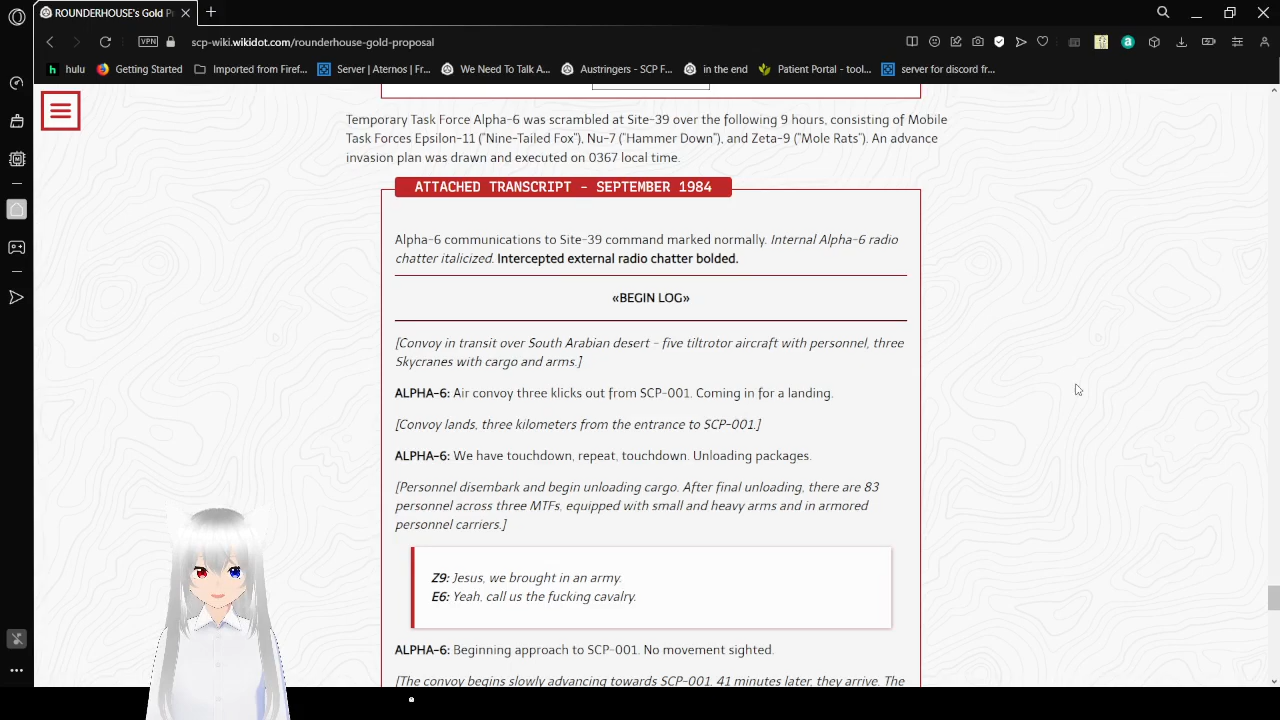 ROUNDERHOUSE's Gold Pr
VPN
scp-wiki.wikidot.com/rounderhouse-gold-proposal
hulu
Getting Started
Imported from Firef...
Server | Aternos | Fr...
We Need To Talk A...
Austringers - SCP F...
in the end
Patient Portal - tool...
server for discord fr...
Temporary Task Force Alpha-6 was scrambled at Site-39 over the following 9 hours, consisting of Mobile
Task Forces Epsilon-11 ("Nine-Tailed Fox"), Nu-7 ("Hammer Down"), and Zeta-9 ("Mole Rats"). An advance
invasion plan was drawn and executed on 0367 local time.
ATTACHED TRANSCRIPT - SEPTEMBER 1984
Alpha-6 communications to Site-39 command marked normally. Internal Alpha-6 radio
chatter italicized. Intercepted external radio chatter bolded.
«BEGIN LOG»
[Convoy in transit over South Arabian desert - five tiltrotor aircraft with personnel, three
Skycranes with cargo and arms.]
ALPHA-6: Air convoy three klicks out from SCP-001. Coming in for a landing.
[Convoy lands, three kilometers from the entrance to SCP-001.]
ALPHA-6: We have touchdown, repeat, touchdown. Unloading packages.
[Personnel disembark and begin unloading cargo. After final unloading, there are 83
personnel across three MTFs, equipped with small and heavy arms and in armored
personnel carriers.]
Z9: Jesus, we brought in an army.
E6: Yeah, call us the fucking cavalry.
ALPHA-6: Beginning approach to SCP-001. No movement sighted.
[The convoy begins slowly advancing towards SCP-001. 41 minutes later, they arrive. The